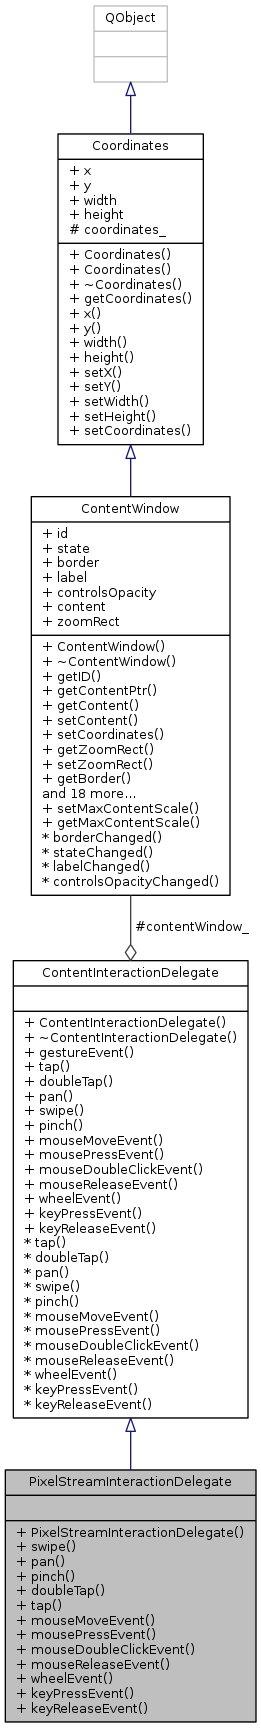 QObject
Coordinates
+ x
+ y
+ width
+ height
# coordinates_
+ Coordinates()
+ Coordinates()
+ ~Coordinates()
+ getCoordinates()
+ x()
+ y()
+ width()
+ height()
+ setX()
+ setY()
+ setWidth()
+ setHeight()
+ setCoordinates()
ContentWindow
+ id
+ state
+ border
+ label
+ controlsOpacity
+ content
+ zoomRect
+ ContentWindow()
+ ~ContentWindow()
+ getID()
+ getContentPtr()
+ getContent()
+ setContent()
+ setCoordinates()
+ getZoomRect()
+ setZoomRect()
+ getBorder()
and 18 more...
+ setMaxContentScale()
+ getMaxContentScale()
* borderChanged()
* stateChanged()
* labelChanged()
* controlsOpacityChanged()
#contentWindow_
ContentInteractionDelegate
+ ContentInteractionDelegate()
+ ~ContentInteractionDelegate()
+ gestureEvent()
+ tap()
+ doubleTap()
+ pan()
+ swipe()
+ pinch()
+ mouseMoveEvent()
+ mousePressEvent()
+ mouseDoubleClickEvent()
+ mouseReleaseEvent()
+ wheelEvent()
+ keyPressEvent()
+ keyReleaseEvent()
* tap()
* doubleTap()
* pan()
* swipe()
* pinch()
* mouseMoveEvent()
* mousePressEvent()
* mouseDoubleClickEvent()
* mouseReleaseEvent()
* wheelEvent()
* keyPressEvent()
* keyReleaseEvent()
PixelStreamInteractionDelegate
+ PixelStreamInteractionDelegate()
+ swipe()
+ pan()
+ pinch()
+ doubleTap()
+ tap()
+ mouseMoveEvent()
+ mousePressEvent()
+ mouseDoubleClickEvent()
+ mouseReleaseEvent()
+ wheelEvent()
+ keyPressEvent()
+ keyReleaseEvent()